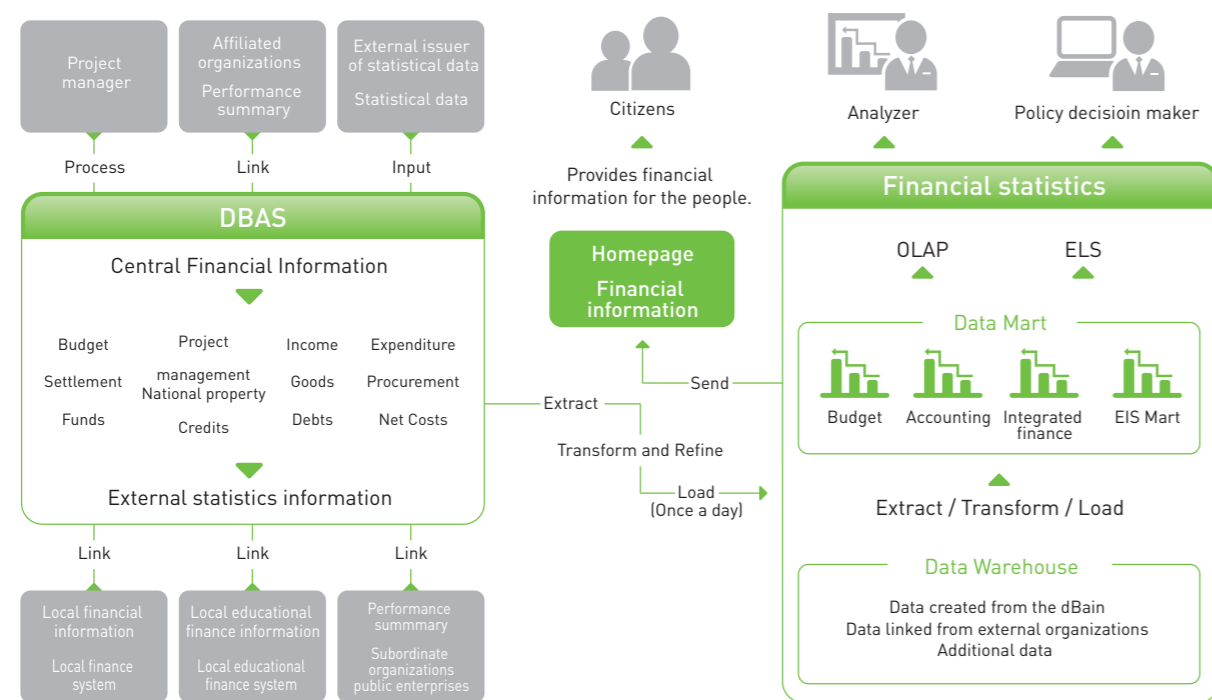 Project
manager
Affiliated
organizations
Performance
summary
External issuer
of statistical data
Statistical data
Process
Link
Input
DBAS
Central Financial Information
Budget
Project
Income
Expenditure
Settlement
management
National property
Goods
Procurement
Funds
Credits
Debts
Net Costs
External statistics information
Link
Link
Link
Local financial
information
Local finance
system
Local educational
finance information
Local educational
finance system
Performance
summmary
Subordinate
organizations
public enterprises
Citizens
Provides financial
information for the people.
Homepage
Financial
information
Send
Extract
Transform and Refine
Load
(Once a day)
Analyzer
Policy decisioin maker
Financial statistics
OLAP
ELS
Data Mart
Budget
Accounting
Integrated
finance
EIS Mart
Extract / Transform / Load
Data Warehouse
Data created from the dBain
Data linked from external organizations
Additional data